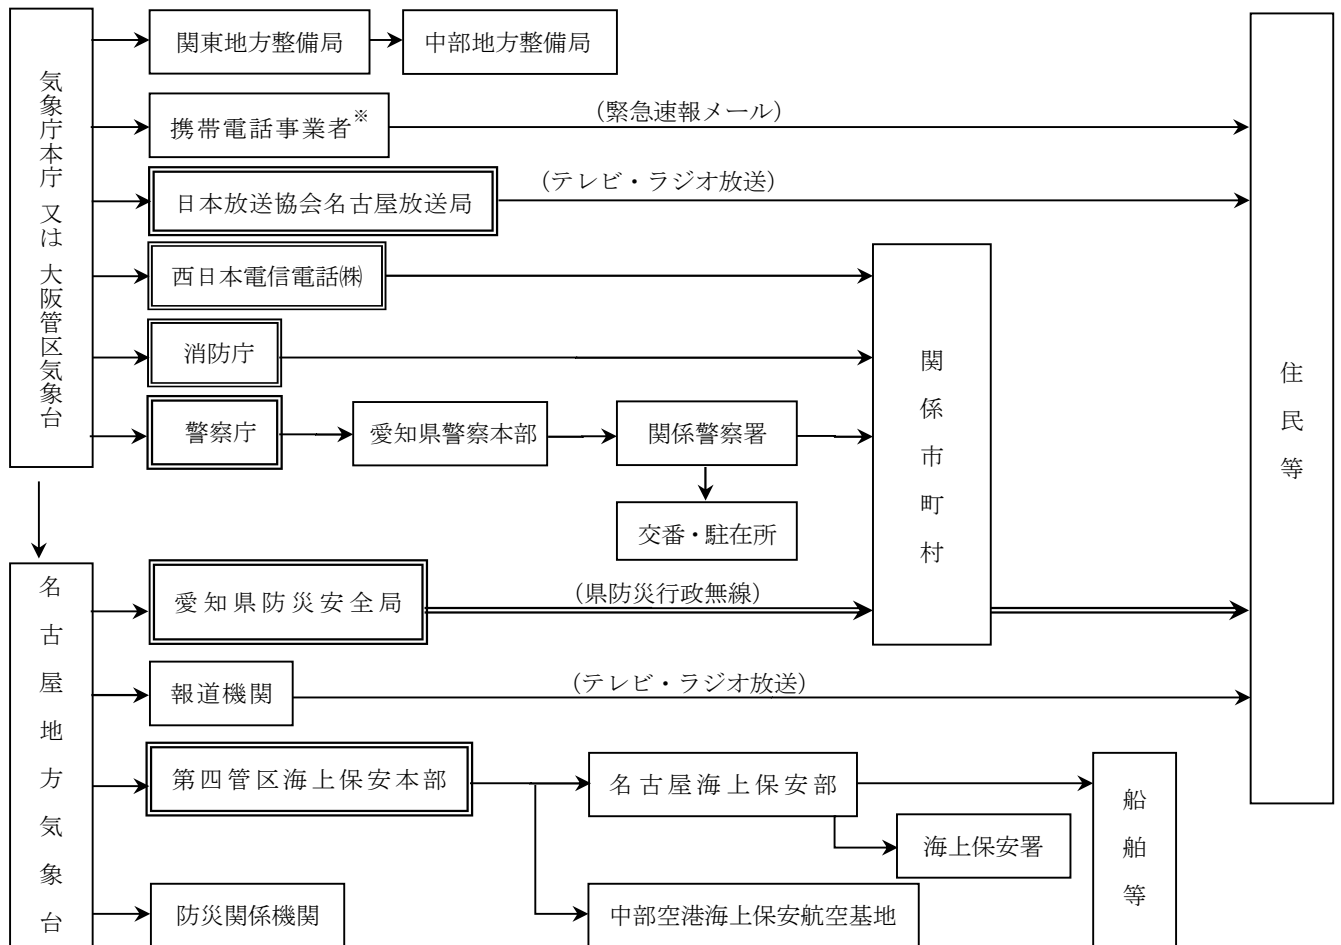 気象庁本庁 又は 大阪管区気象台
関東地方整備局
中部地方整備局
携帯電話事業者※
（緊急速報メール）
日本放送協会名古屋放送局
（テレビ・ラジオ放送）
西日本電信電話㈱
消防庁
警察庁
愛知県警察本部
関係警察署
交番・駐在所
関係市町村
住民等
名古屋地方気象台
愛知県防災安全局
（県防災行政無線）
報道機関
（テレビ・ラジオ放送）
第四管区海上保安本部
名古屋海上保安部
海上保安署
船舶等
防災関係機関
中部空港海上保安航空基地